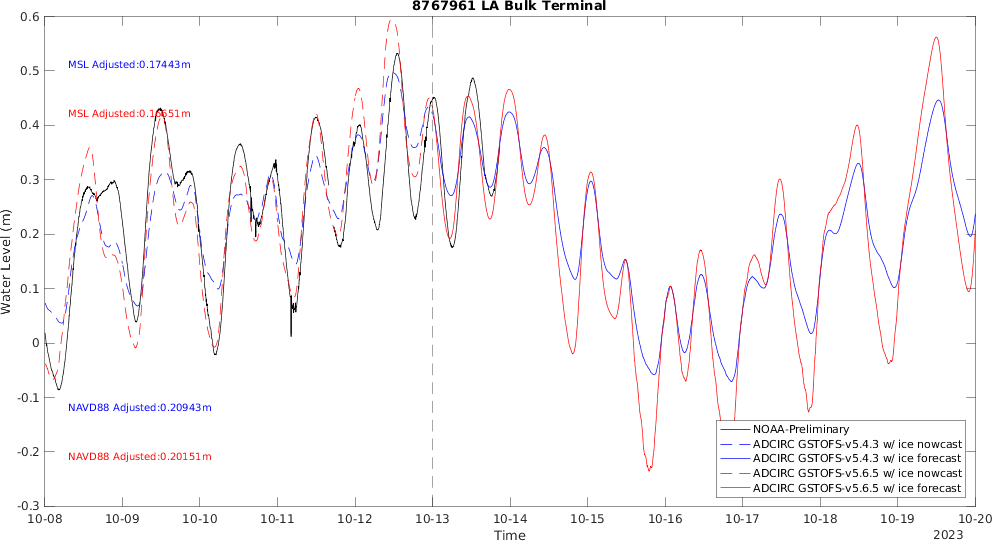 8767961 LA Bulk Terminal
0.6
0.5
0.4
0.3
0.2
0.1
0
-0.1
-0.2
-0.3
Water Level (m)
MSL Adjusted:0.17443m
MSL Adjusted:0.16651m
NAVD88 Adjusted:0.20943m
NAVD88 Adjusted:0.20151m
NOAA-Preliminary
ADCIRC GSTOFS-v5.4.3 w/ ice nowcast
ADCIRC GSTOFS-v5.4.3 w/ ice forecast
ADCIRC GSTOFS-v5.6.5 w/ ice nowcast
ADCIRC GSTOFS-v5.6.5 w/ ice forecast
10-08 10-09 10-10 10-11 10-12 10-13 10-14 10-15 10-16 10-17 10-18 10-19 10-20
Time
2023